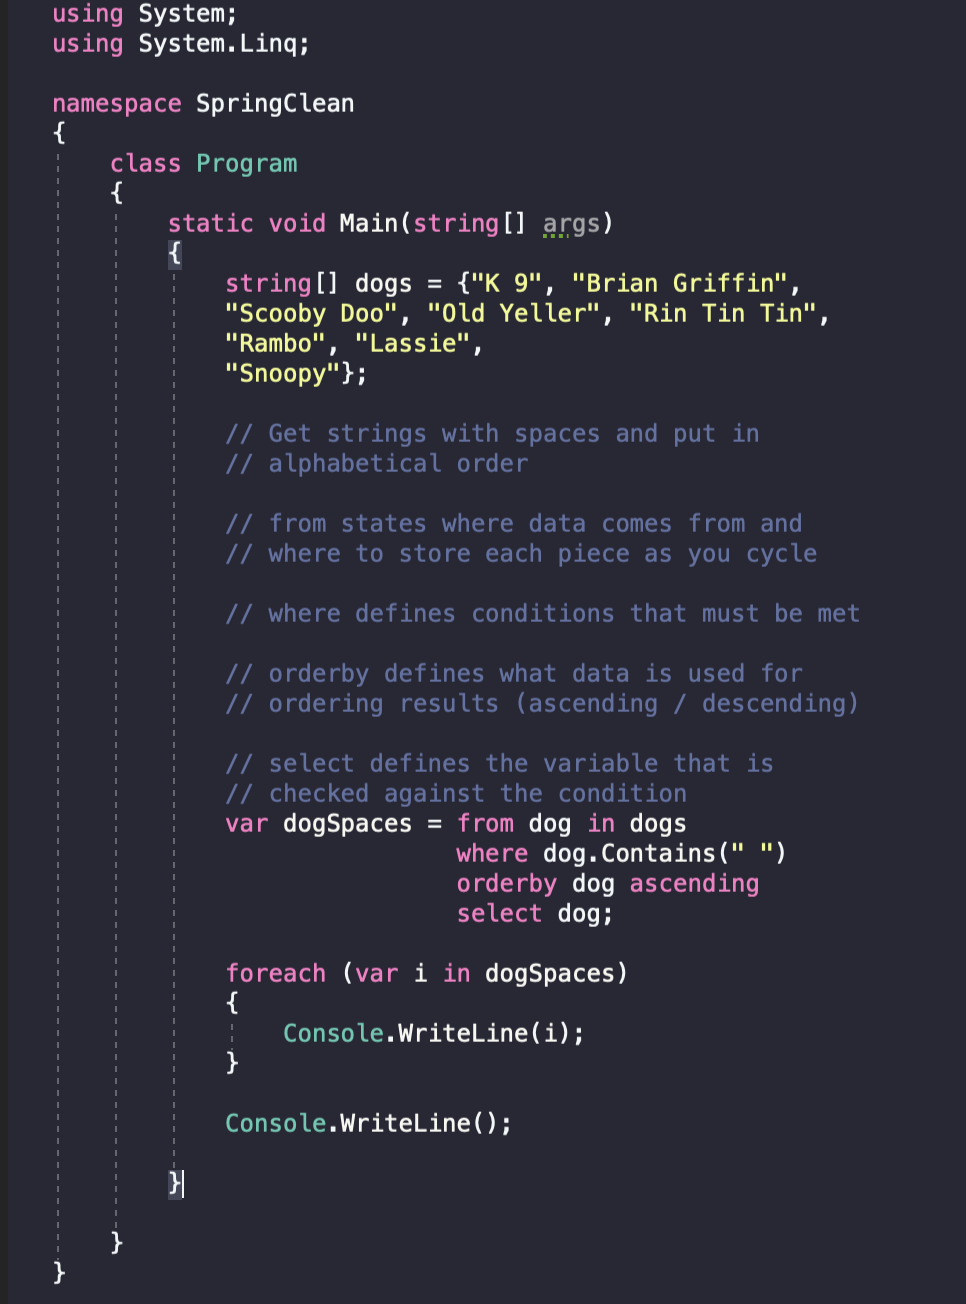 using System;
using System.Linq;
namespace SpringClean
{
class Program
{
static void Main(string[] args)
{
string[] dogs = {"K 9", "Brian Griffin",
"Scooby Doo", "Old Yeller", "Rin Tin Tin",
"Rambo", "Lassie",
"Snoopy"};
// Get strings with spaces and put in
// alphabetical order
// from states where data comes from and
// where to store each piece as you cycle
// where defines conditions that must be met
// orderby defines what data is used for
// ordering results (ascending / descending)
// select defines the variable that is
// checked against the condition
var dogSpaces = from dog in dogs
where dog.Contains(" ")
orderby dog ascending
select dog;
foreach (var i in dogSpaces)
{
Console.WriteLine(i);
}
Console.WriteLine();
}
}
}